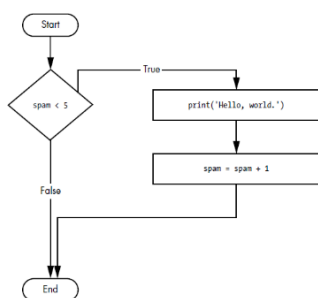 Start
True
spam < 5
print('Hello, world.')
spam = spam + 1
False
End